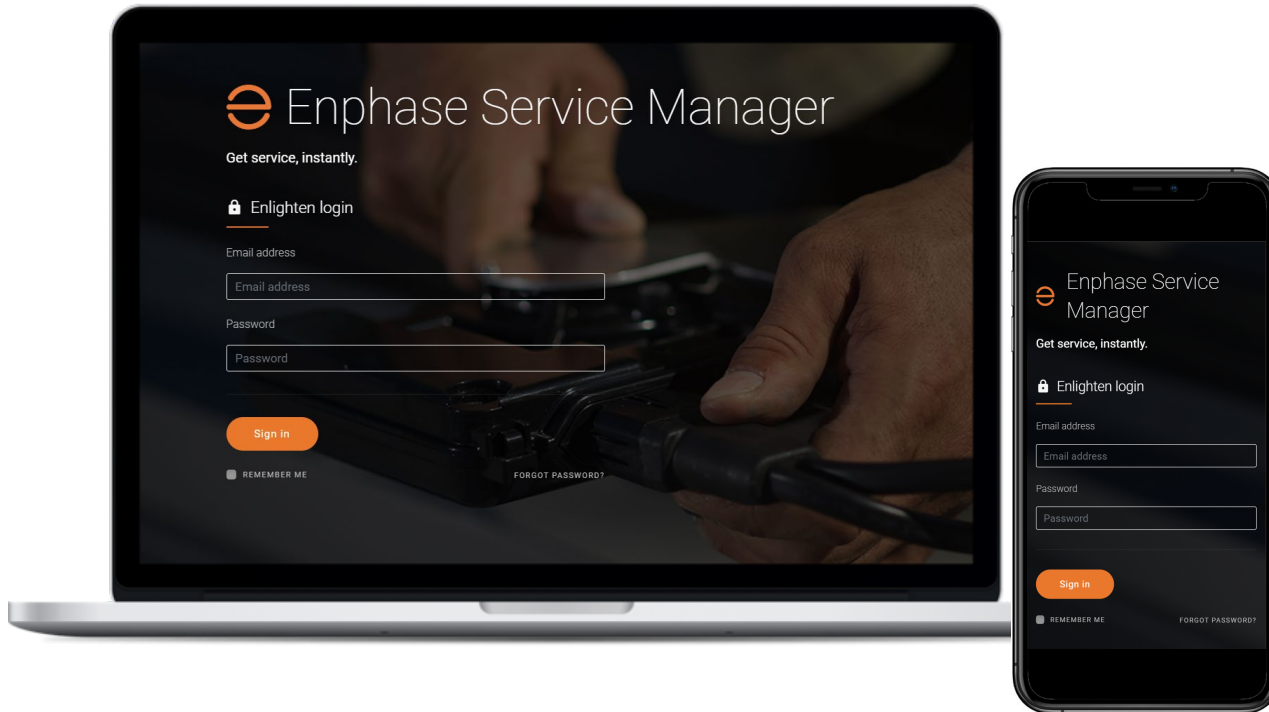 Enphase Service Manager
Get service, instantly.
Enlighten login
Email address
Email address
Password
Password
Sign in
REMEMBER ME
FORGOT PASSWORD?
Enphase Service
Manager
Get service, instantly.
Enlighten login
Email address
Email address
Password
Password
Sign in
REMEMBER ME
FORGOT PASSWORD?